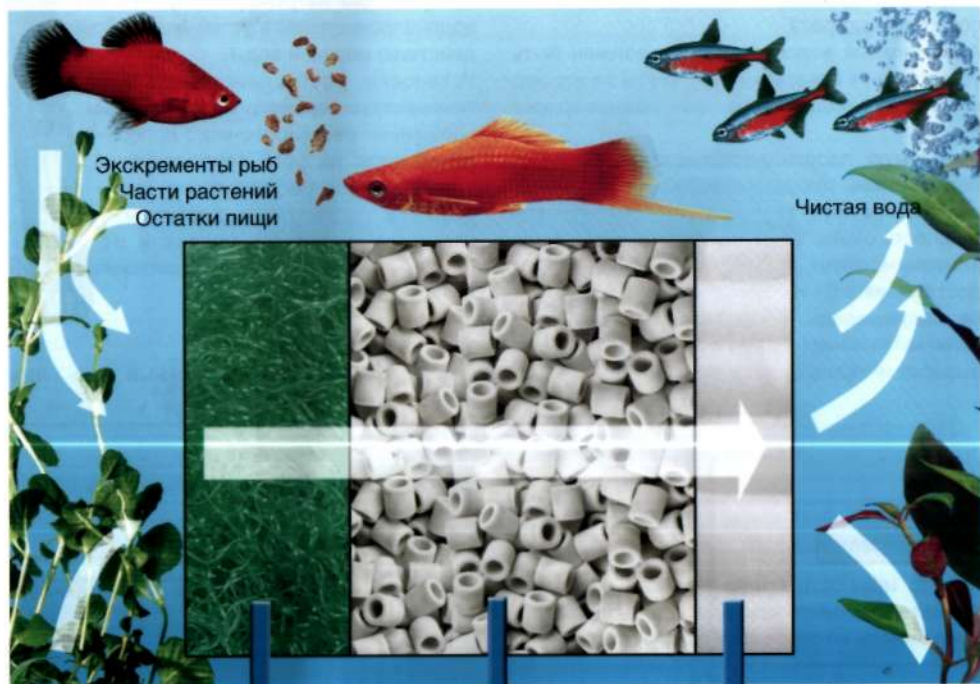 Экскременты рыб
Части растений
Остатки пищи
Чистая вода